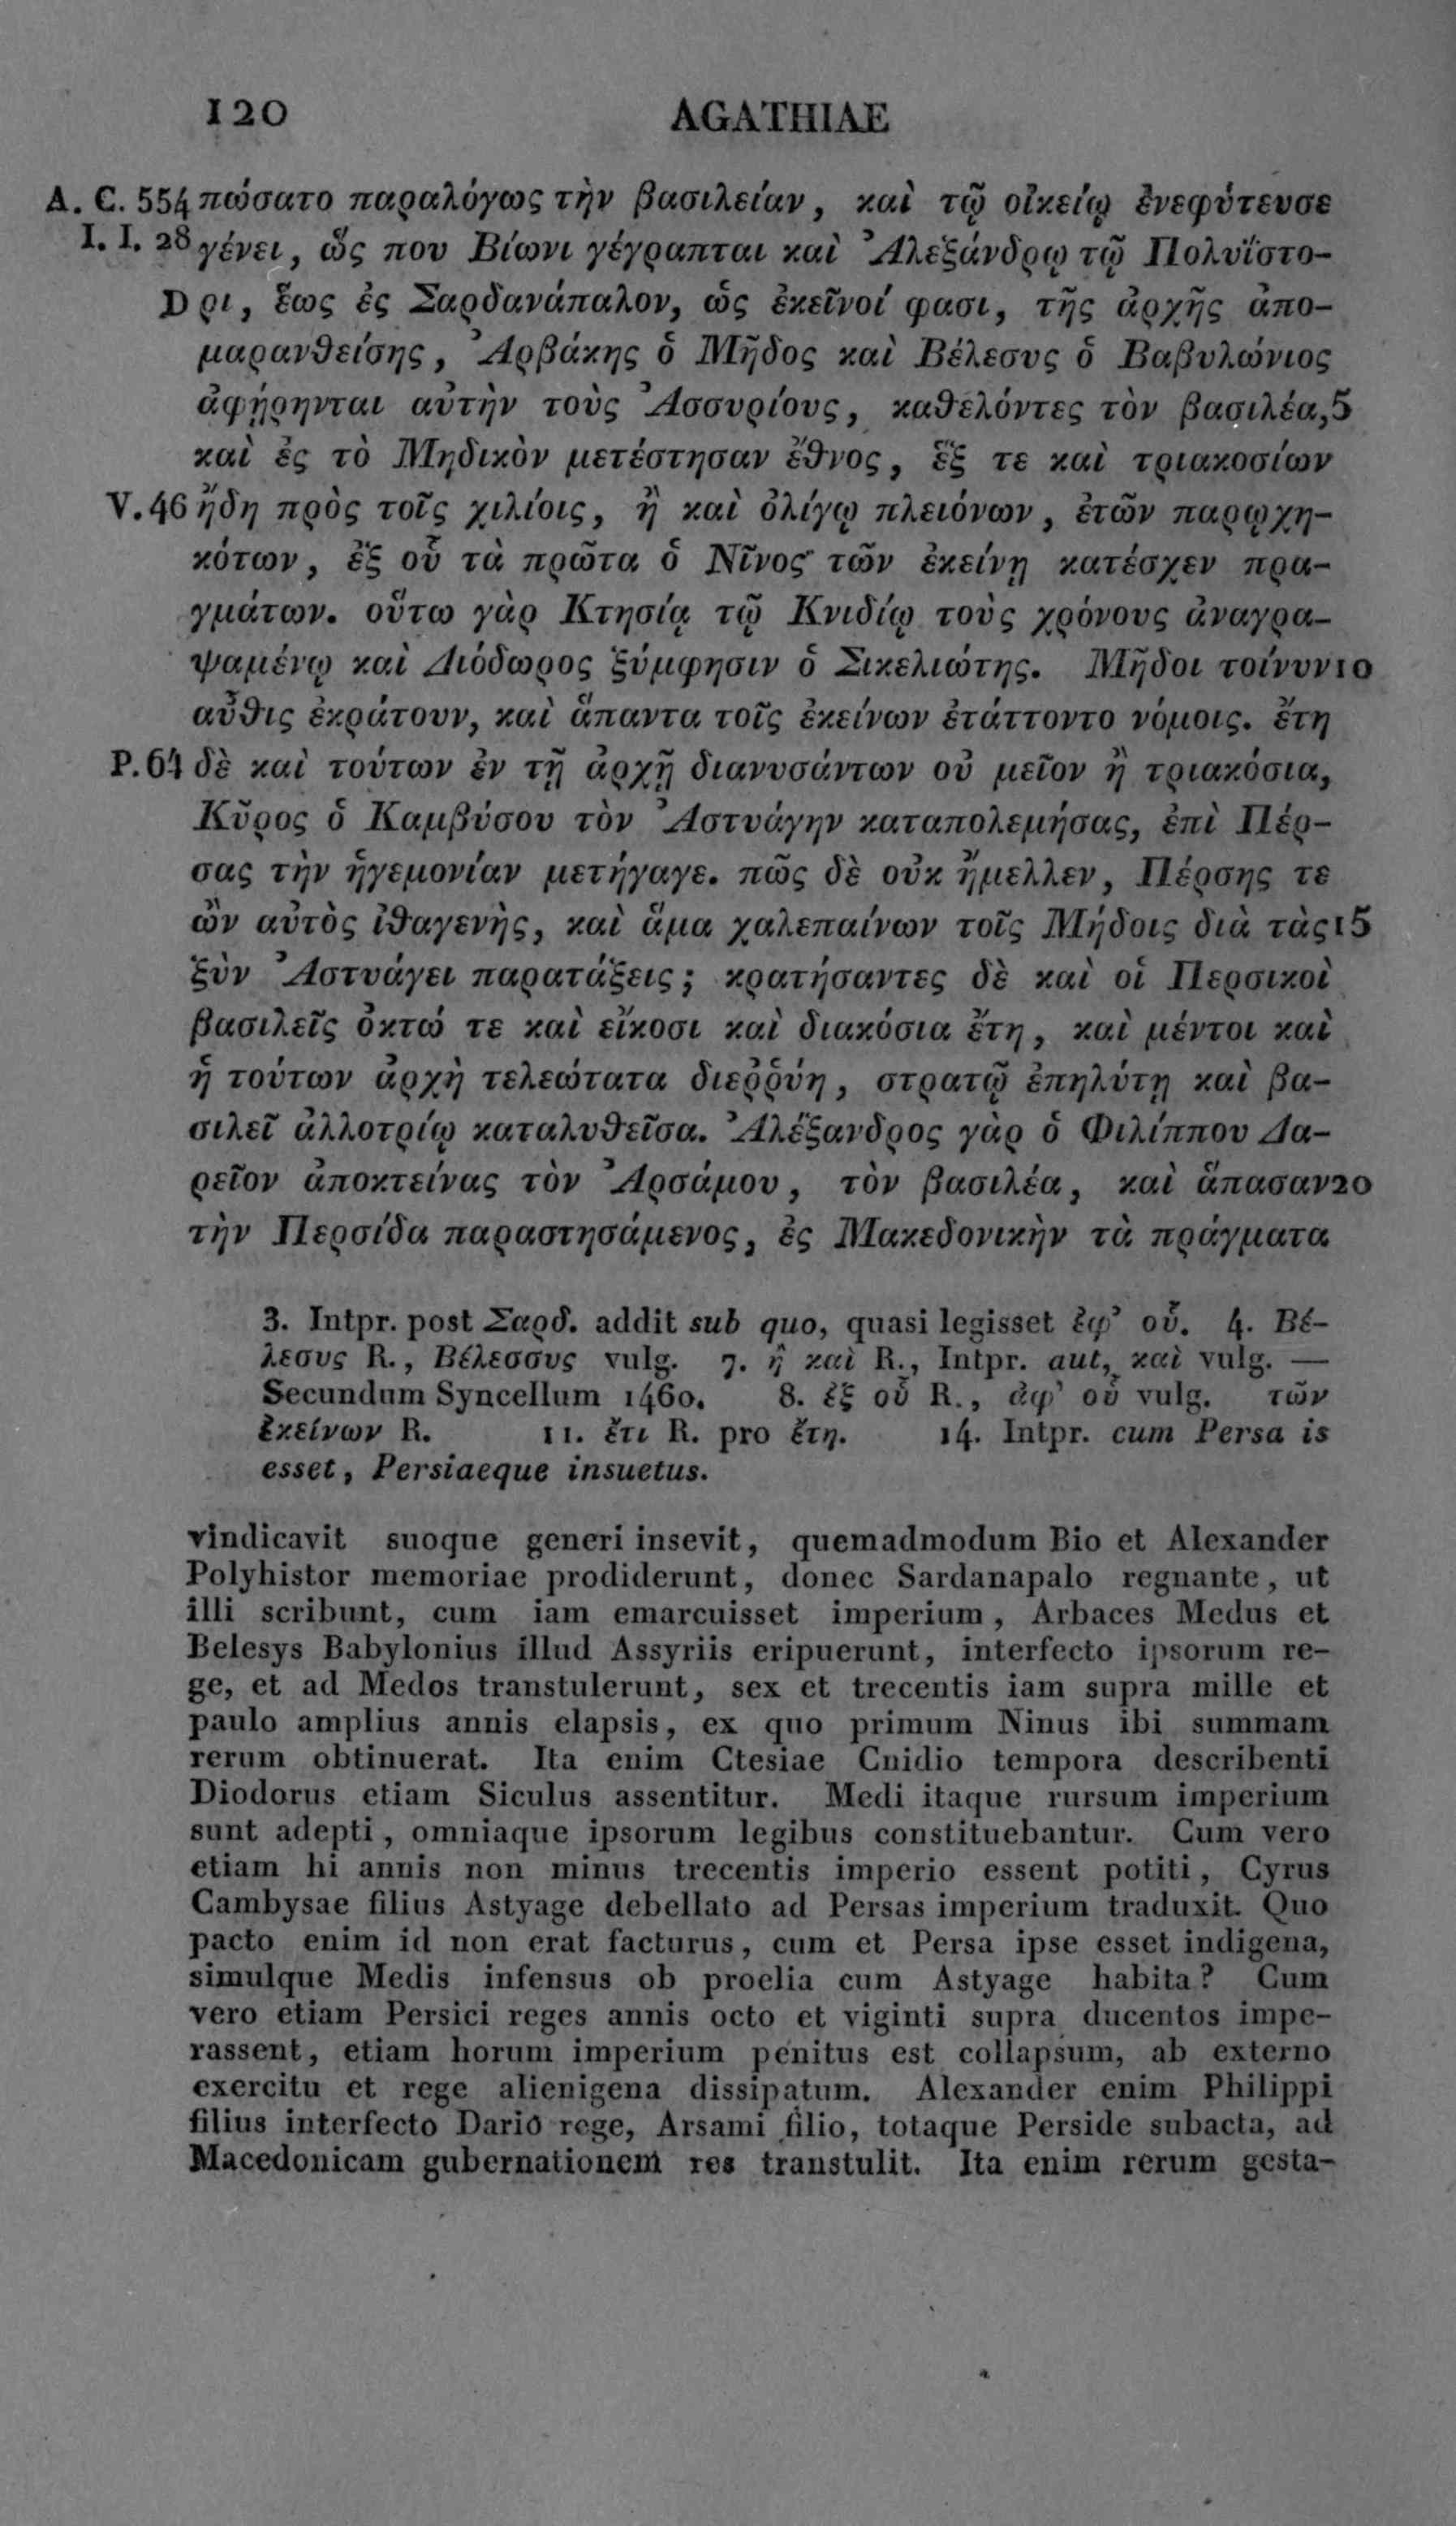 120 AGATHIAE
A. C. 554 πώσατο παραλόγως τὴν βασιλείαν, καὶ τῷ οἰκείῳ ἐνεφύτευσε
I. I. 28 γένει, ὥς που Βίωνι γέγραπται καὶ Ἀλεξάνδρῳ τῷ Πολυΐστο-
D ρι, ἕως ἐς Σαρδανάπαλον, ὡς ἐκεῖνοί φασι, τῆς ἀρχῆς ἀπο-
μαρανθείσης, Ἀρβάκης ὁ Μῆδος καὶ Βέλεσυς ὁ Βαβυλώνιος
ἀφῄρηνται αὐτὴν τοὺς Ἀσσυρίους, καθελόντες τὸν βασιλέα, 5
καὶ ἐς τὸ Μηδικὸν μετέστησαν ἔθνος, ἕξ τε καὶ τριακοσίων
V. 46 ἤδη πρὸς τοῖς χιλίοις, ἢ καὶ ὀλίγῳ πλειόνων, ἐτῶν παρῳχη-
κότων, ἐξ οὗ τὰ πρῶτα ὁ Νῖνος τῶν ἐκείνῃ κατέσχεν πρα-
γμάτων. οὕτω γὰρ Κτησίᾳ τῷ Κνιδίῳ τοὺς χρόνους ἀναγρα-
ψαμένῳ καὶ Διόδωρος ξύμφησιν ὁ Σικελιώτης. Μῆδοι τοίνυν 10
αὖθις ἐκράτουν, καὶ ἅπαντα τοῖς ἐκείνων ἐτάττοντο νόμοις. ἔτη
P. 64 δὲ καὶ τούτων ἐν τῇ ἀρχῇ διανυσάντων οὐ μεῖον ἢ τριακόσια,
Κῦρος ὁ Καμβύσου τὸν Ἀστυάγην καταπολεμήσας, ἐπὶ Πέρ-
σας τὴν ἡγεμονίαν μετήγαγε. πῶς δὲ οὐκ ἤμελλεν, Πέρσης τε
ὢν αὐτὸς ἰθαγενὴς, καὶ ἅμα χαλεπαίνων τοῖς Μήδοις διὰ τὰς 15
ξὺν Ἀστυάγει παρατάξεις; κρατήσαντες δὲ καὶ οἱ Περσικοὶ
βασιλεῖς ὀκτώ τε καὶ εἴκοσι καὶ διακόσια ἔτη, καὶ μέντοι καὶ
ἡ τούτων ἀρχὴ τελεώτατα διεῤῥύη, στρατῷ ἐπηλύτῃ καὶ βα-
σιλεῖ ἀλλοτρίῳ καταλυθεῖσα. Ἀλέξανδρος γὰρ ὁ Φιλίππου Δα-
ρεῖον ἀποκτείνας τὸν Ἀρσάμου, τὸν βασιλέα, καὶ ἅπασαν 20
τὴν Περσίδα παραστησάμενος, ἐς Μακεδονικὴν τὰ πράγματα
3. Intpr. post Σαρδ. addit sub quo, quasi legisset ἐφ’ οὗ. 4. Βέ-
λεσυς R., Βέλεσσυς vulg. 7. ἢ καὶ R., Intpr. aut, καὶ vulg. —
Secundum Syncellum 1460. 8. ἐξ οὗ R., ἀφ’ οὗ vulg. τῶν
ἐκείνων R. 11. ἔτι R. pro ἔτη. 14. Intpr. cum Persa is
esset, Persiaeque insuetus.
vindicavit suoque generi insevit, quemadmodum Bio et Alexander
Polyhistor memoriae prodiderunt, donec Sardanapalo regnante, ut
illi scribunt, cum iam emarcuisset imperium, Arbaces Medus et
Belesys Babylonius illud Assyriis eripuerunt, interfecto ipsorum re-
ge, et ad Medos transtulerunt, sex et trecentis iam supra mille et
paulo amplius annis elapsis, ex quo primum Ninus ibi summam
rerum obtinuerat. Ita enim Ctesiae Cnidio tempora describenti
Diodorus etiam Siculus assentitur. Medi itaque rursum imperium
sunt adepti, omniaque ipsorum legibus constituebantur. Cum vero
etiam hi annis non minus trecentis imperio essent potiti, Cyrus
Cambysae filius Astyage debellato ad Persas imperium traduxit. Quo
pacto enim id non erat facturus, cum et Persa ipse esset indigena,
simulque Medis infensus ob proelia cum Astyage habita? Cum
vero etiam Persici reges annis octo et viginti supra ducentos impe-
rassent, etiam horum imperium penitus est collapsum, ab externo
exercitu et rege alienigena dissipatum. Alexander enim Philippi
filius interfecto Dario rege, Arsami filio, totaque Perside subacta, ad
Macedonicam gubernationem res transtulit. Ita enim rerum gesta-